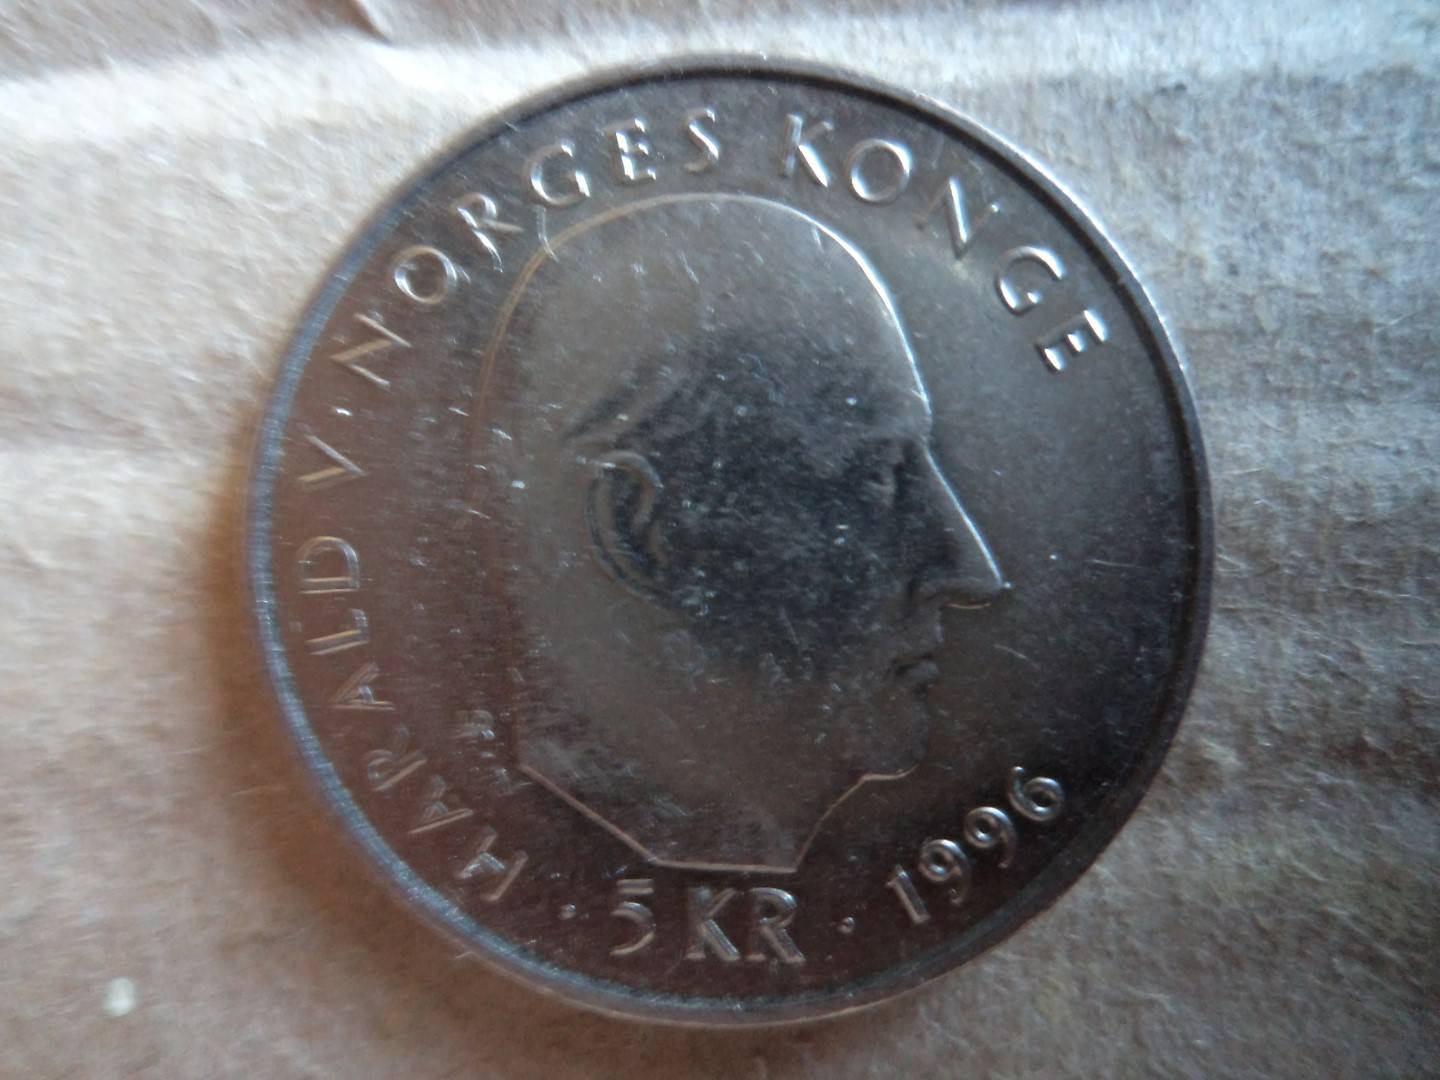 HARALD V · NORGES KONGE
· 5 KR · 1996